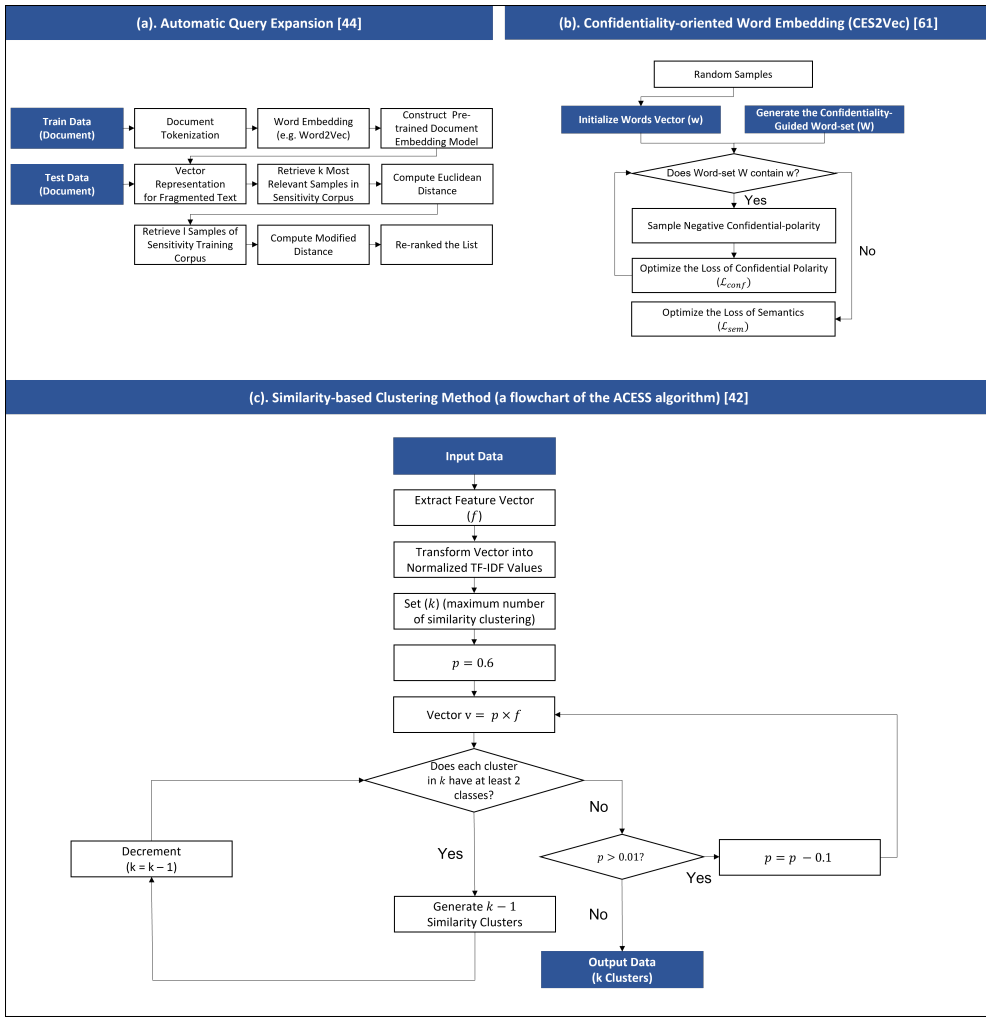 (a). Automatic Query Expansion [44]
Train Data
(Document)
Document
Tokenization
Word Embedding
(e.g. Word2Vec)
Construct Pre-
trained Document
Embedding Model
Test Data
(Document)
Vector
Representation
for Fragmented Text
Retrieve k Most
Relevant Samples in
Sensitivity Corpus
Compute Euclidean
Distance
Retrieve l Samples of
Sensitivity Training
Corpus
Compute Modified
Distance
Re-ranked the List
(b). Confidentiality-oriented Word Embedding (CES2Vec) [61]
Random Samples
Initialize Words Vector (w)
Generate the Confidentiality-
Guided Word-set (W)
Does Word-set W contain w?
Yes
Sample Negative Confidential-polarity
No
Optimize the Loss of Confidential Polarity
(ℒconf)
Optimize the Loss of Semantics
(ℒsem)
(c). Similarity-based Clustering Method (a flowchart of the ACESS algorithm) [42]
Input Data
Extract Feature Vector
(f)
Transform Vector into
Normalized TF-IDF Values
Set (k) (maximum number
of similarity clustering)
p = 0.6
Vector v = p × f
Does each cluster
in k have at least 2
classes?
No
Decrement
(k = k – 1)
Yes
p > 0.01?
Yes
p = p − 0.1
Generate k − 1
Similarity Clusters
No
Output Data
(k Clusters)